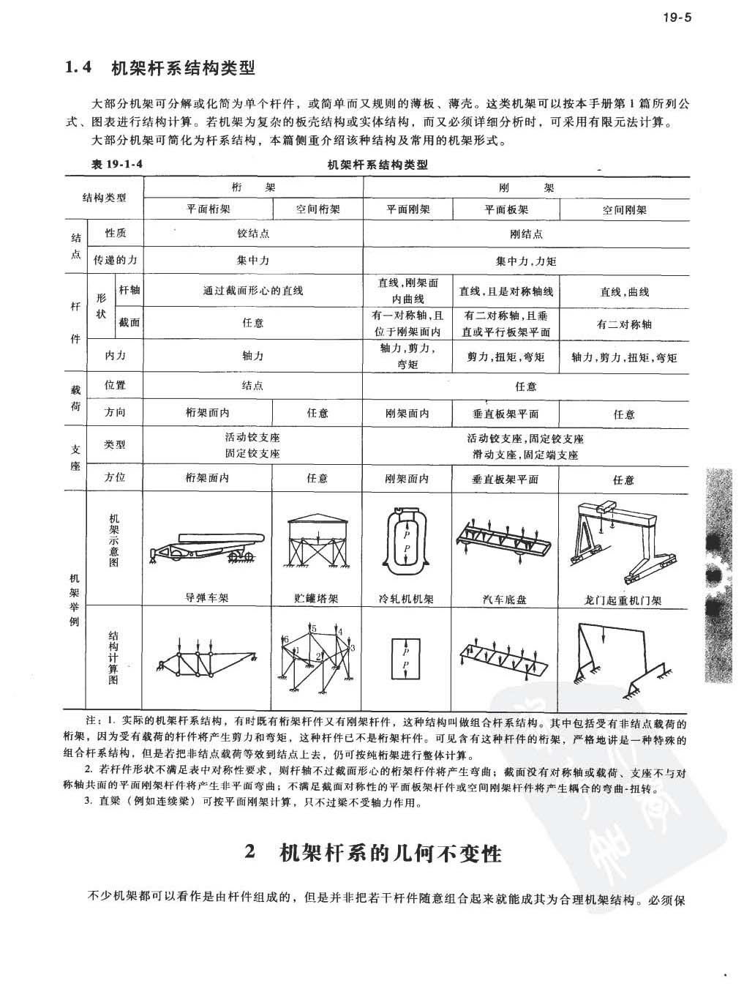 19-5
1.4 机架杆系结构类型
大部分机架可分解或化简为单个杆件，或简单而又规则的薄板、薄壳。这类机架可以按本手册第 1 篇所列公
式、图表进行结构计算。若机架为复杂的板壳结构或实体结构，而又必须详细分析时，可采用有限元法计算。
大部分机架可简化为杆系结构，本篇侧重介绍该种结构及常用的机架形式。
表 19-1-4 机架杆系结构类型
结构类型 桁 架 刚 架
平面桁架 空间桁架 平面刚架 平面板架 空间刚架
结点 性质 铰结点 刚结点
传递的力 集中力 集中力,力矩
杆件 形状 杆轴 通过截面形心的直线 直线,刚架面内曲线 直线,且是对称轴线 直线,曲线
截面 任意 有一对称轴,且位于刚架面内 有二对称轴,且垂直或平行板架平面 有二对称轴
内力 轴力 轴力,剪力,弯矩 剪力,扭矩,弯矩 轴力,剪力,扭矩,弯矩
载荷 位置 结点 任意
方向 桁架面内 任意 刚架面内 垂直板架平面 任意
支座 类型 活动铰支座 固定铰支座 活动铰支座,固定铰支座 滑动支座,固定端支座
方位 桁架面内 任意 刚架面内 垂直板架平面 任意
机架举例 机架示意图
P
P
导弹车架 贮罐塔架 冷轧机机架 汽车底盘 龙门起重机门架
结构计算图
6 5 4 1 2 3
P
P
注：1. 实际的机架杆系结构，有时既有桁架杆件又有刚架杆件，这种结构叫做组合杆系结构。其中包括受有非结点载荷的
桁架，因为受有载荷的杆件将产生剪力和弯矩，这种杆件已不是桁架杆件。可见含有这种杆件的桁架，严格地讲是一种特殊的
组合杆系结构，但是若把非结点载荷等效到结点上去，仍可按纯桁架进行整体计算。
2. 若杆件形状不满足表中对称性要求，则杆轴不过截面形心的桁架杆件将产生弯曲；截面没有对称轴或载荷、支座不与对
称轴共面的平面刚架杆件将产生非平面弯曲；不满足截面对称性的平面板架杆件或空间刚架杆件将产生耦合的弯曲-扭转。
3. 直梁（例如连续梁）可按平面刚架计算，只不过梁不受轴力作用。
2 机架杆系的几何不变性
不少机架都可以看作是由杆件组成的，但是并非把若干杆件随意组合起来就能成其为合理机架结构。必须保